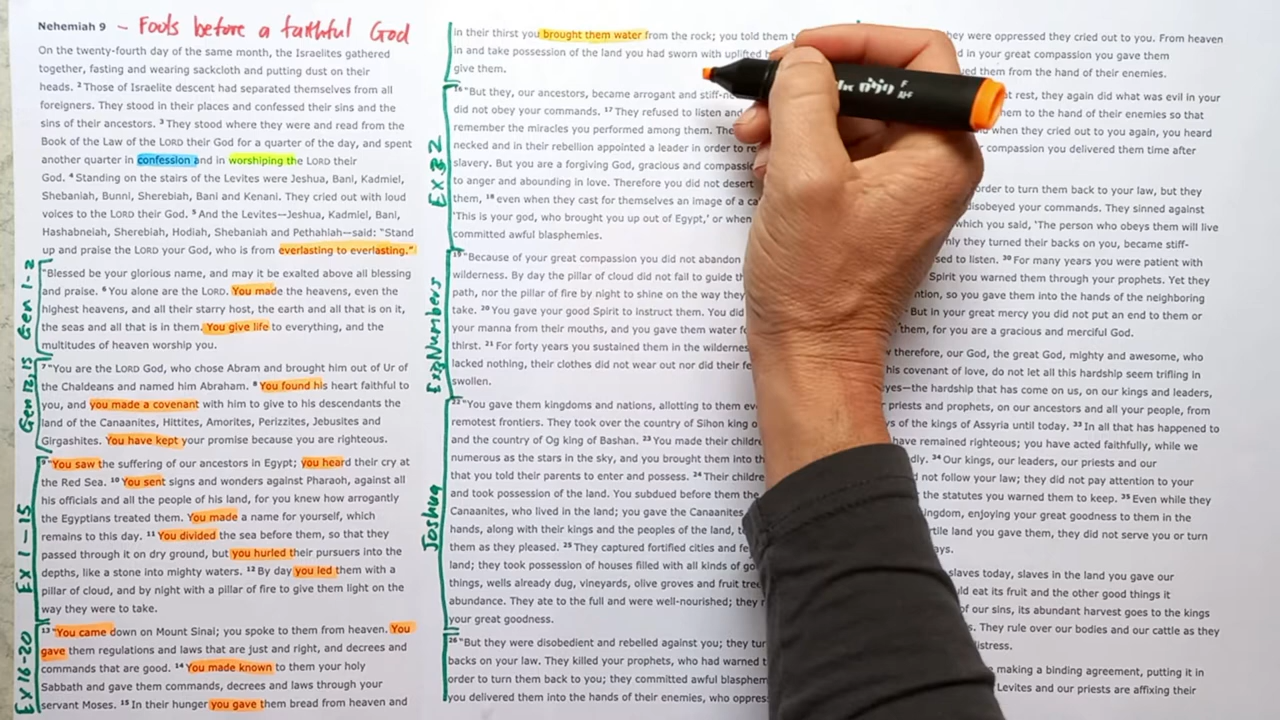 Nehemiah 9 - Fools before a faithful God
On the twenty-fourth day of the same month, the Israelites gathered
together, fasting and wearing sackcloth and putting dust on their
heads. 2 Those of Israelite descent had separated themselves from all
foreigners. They stood in their places and confessed their sins and the
sins of their ancestors. 3 They stood where they were and read from the
Book of the Law of the LORD their God for a quarter of the day, and spent
another quarter in confession and in worshiping the LORD their
God. 4 Standing on the stairs of the Levites were Jeshua, Bani, Kadmiel,
Shebaniah, Bunni, Sherebiah, Bani and Kenani. They cried out with loud
voices to the LORD their God. 5 And the Levites—Jeshua, Kadmiel, Bani,
Hashabneiah, Sherebiah, Hodiah, Shebaniah and Pethahiah—said: "Stand
up and praise the LORD your God, who is from everlasting to everlasting."
Gen 1-2
"Blessed be your glorious name, and may it be exalted above all blessing
and praise. 6 You alone are the LORD. You made the heavens, even the
highest heavens, and all their starry host, the earth and all that is on it,
the seas and all that is in them. You give life to everything, and the
multitudes of heaven worship you.
Gen 12, 15
7 "You are the LORD God, who chose Abram and brought him out of Ur of
the Chaldeans and named him Abraham. 8 You found his heart faithful to
you, and you made a covenant with him to give to his descendants the
land of the Canaanites, Hittites, Amorites, Perizzites, Jebusites and
Girgashites. You have kept your promise because you are righteous.
Ex 1-15
9 "You saw the suffering of our ancestors in Egypt; you heard their cry at
the Red Sea. 10 You sent signs and wonders against Pharaoh, against all
his officials and all the people of his land, for you knew how arrogantly
the Egyptians treated them. You made a name for yourself, which
remains to this day. 11 You divided the sea before them, so that they
passed through it on dry ground, but you hurled their pursuers into the
depths, like a stone into mighty waters. 12 By day you led them with a
pillar of cloud, and by night with a pillar of fire to give them light on the
way they were to take.
Ex 16-20
13 "You came down on Mount Sinai; you spoke to them from heaven. You
gave them regulations and laws that are just and right, and decrees and
commands that are good. 14 You made known to them your holy
Sabbath and gave them commands, decrees and laws through your
servant Moses. 15 In their hunger you gave them bread from heaven and
in their thirst you brought them water from the rock; you told them
in and take possession of the land you had sworn with uplifted
give them.
Ex 32
16 "But they, our ancestors, became arrogant and
did not obey your commands. 17 They refused to listen and
remember the miracles you performed among them.
necked and in their rebellion appointed a leader in order to
slavery. But you are a forgiving God, gracious and
to anger and abounding in love. Therefore you did not desert
them, 18 even when they cast for themselves an image of a
'This is your god, who brought you up out of Egypt,' or when
committed awful blasphemies.
Numbers
19 "Because of your great compassion you did not abandon
wilderness. By day the pillar of cloud did not fail to guide
path, nor the pillar of fire by night to shine on the way they
take. 20 You gave your good Spirit to instruct them. You did
your manna from their mouths, and you gave them water
thirst. 21 For forty years you sustained them in the
lacked nothing, their clothes did not wear out nor did their
swollen.
Joshua
22 "You gave them kingdoms and nations, allotting to them
remotest frontiers. They took over the country of Sihon king
and the country of Og king of Bashan. 23 You made their
numerous as the stars in the sky, and you brought them into
that you told their parents to enter and possess. 24 Their
and took possession of the land. You subdued before them the
Canaanites, who lived in the land; you gave the Canaanites
hands, along with their kings and the peoples of the land,
them as they pleased. 25 They captured fortified cities and
land; they took possession of houses filled with all kinds of
things, wells already dug, vineyards, olive groves and fruit
abundance. They ate to the full and were well-nourished; they
your great goodness.
26 "But they were disobedient and rebelled against you; they
backs on your law. They killed your prophets, who had warned
order to turn them back to you; they committed awful
you delivered them into the hands of their enemies, who
they were oppressed they cried out to you. From heaven
in your great compassion you gave them
them from the hand of their enemies.
at rest, they again did what was evil in your
to the hand of their enemies so that
when they cried out to you again, you heard
compassion you delivered them time after
order to turn them back to your law, but they
disobeyed your commands. They sinned against
which you said, 'The person who obeys them will live
they turned their backs on you, became stiff-
to listen. 30 For many years you were patient with
Spirit you warned them through your prophets. Yet they
so you gave them into the hands of the neighboring
But in your great mercy you did not put an end to them or
them, for you are a gracious and merciful God.
therefore, our God, the great God, mighty and awesome, who
his covenant of love, do not let all this hardship seem trifling in
eyes—the hardship that has come on us, on our kings and leaders,
priests and prophets, on our ancestors and all your people, from
of the kings of Assyria until today. 33 In all that has happened to
have remained righteous; you have acted faithfully, while we
34 Our kings, our leaders, our priests and our
not follow your law; they did not pay attention to your
the statutes you warned them to keep. 35 Even while they
enjoying your great goodness to them in the
land you gave them, they did not serve you or turn
slaves today, slaves in the land you gave our
eat its fruit and the other good things it
of our sins, its abundant harvest goes to the kings
They rule over our bodies and our cattle as they
making a binding agreement, putting it in
Levites and our priests are affixing their